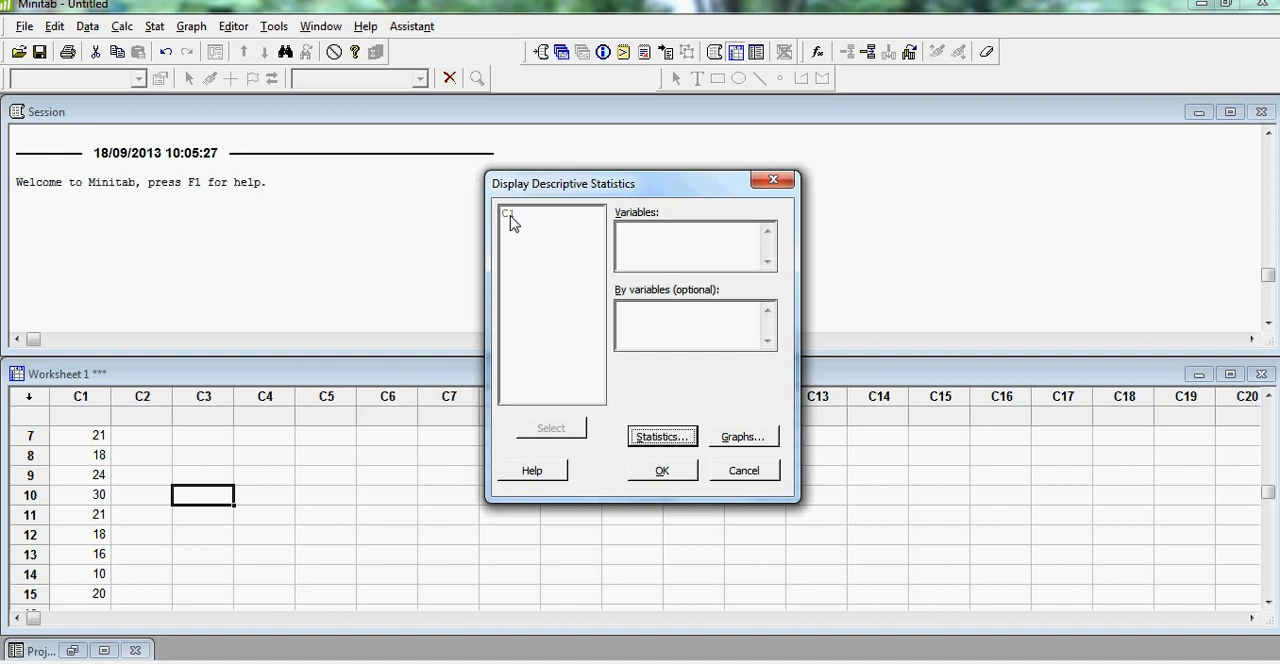 Minitab - Untitled
File Edit Data Calc Stat Graph Editor Tools Window Help Assistant
Session
18/09/2013 10:05:27
Welcome to Minitab, press F1 for help.
Display Descriptive Statistics
C1
Variables:
By variables (optional):
Select
Statistics...
Graphs...
Help
OK
Cancel
Worksheet 1 ***
C1 C2 C3 C4 C5 C6 C7 C13 C14 C15 C16 C17 C18 C19 C20
7 21
8 18
9 24
10 30
11 21
12 18
13 16
14 10
15 20
Proj...